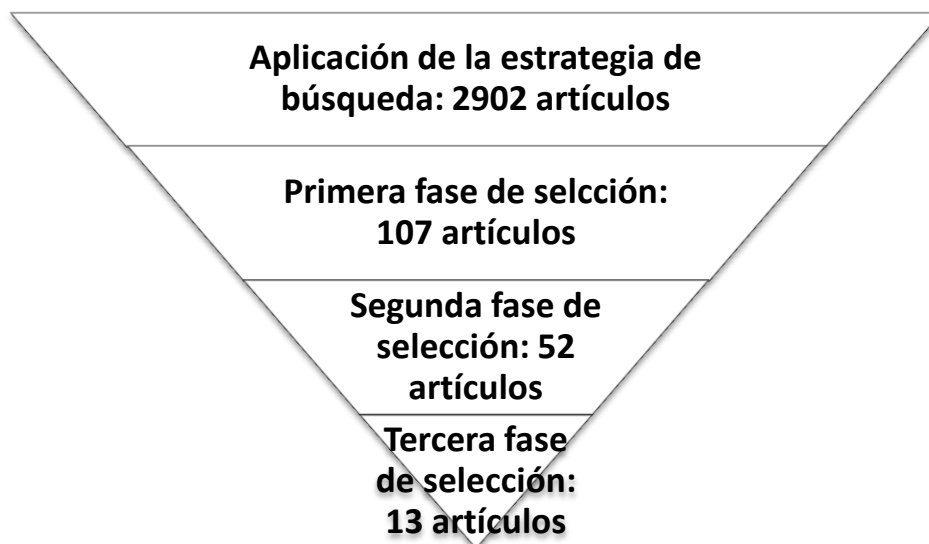 Aplicación de la estrategia de
búsqueda: 2902 artículos
Primera fase de selcción:
107 artículos
Segunda fase de
selección: 52
artículos
Tercera fase
de selección:
13 artículos